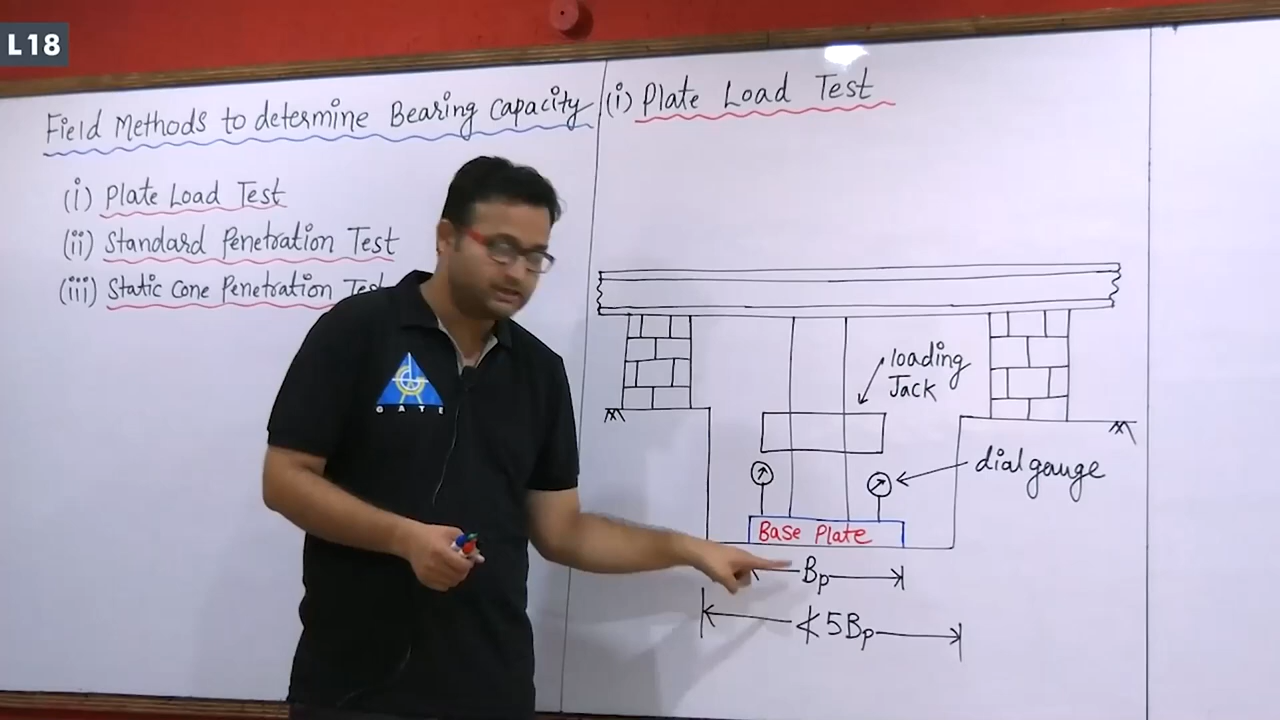 L18
Field Methods to determine Bearing Capacity
(i) Plate Load Test
(ii) Standard Penetration Test
(iii) Static Cone Penetration Test
(i) Plate Load Test
loading
Jack
dial gauge
Base Plate
Bp
≮ 5Bp
GATE